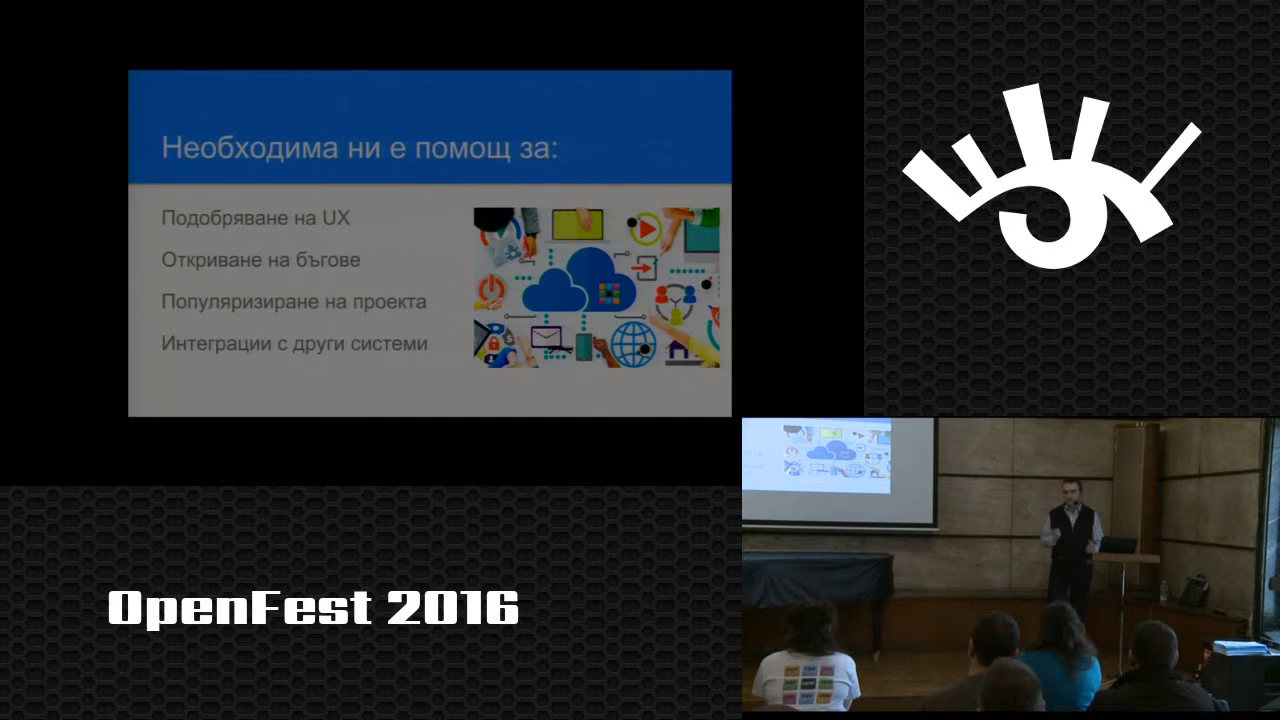 Необходима ни е помощ за:
Подобряване на UX
Откриване на бъгове
Популяризиране на проекта
Интеграции с други системи
OpenFest 2016